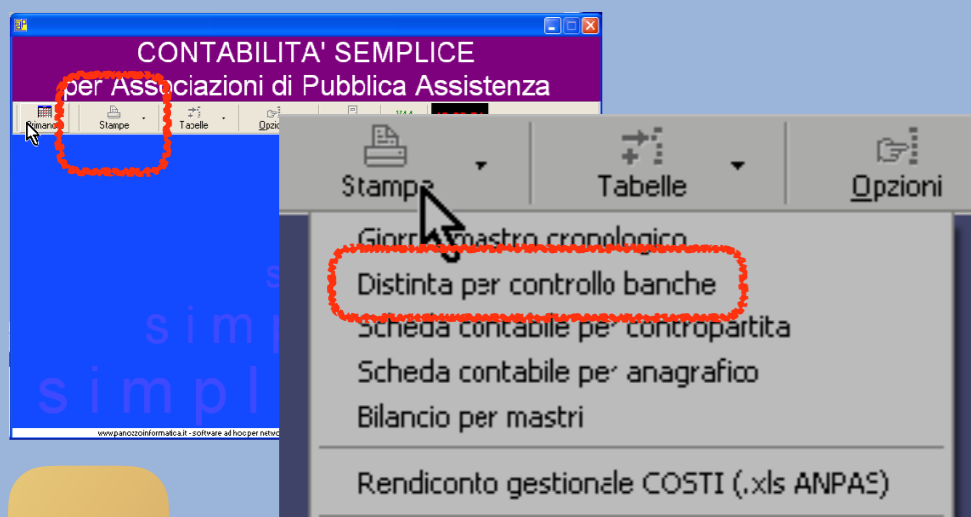 CONTABILITA' SEMPLICE
per Associazioni di Pubblica Assistenza
Stampe
Tabelle
Stampe Tabelle Opzioni
mastro cronologico
Distinta per controllo banche
Scheda contabile per contropartita
Scheda contabile per anagrafico
Bilancio per mastri
Rendiconto gestionale COSTI (.xls ANPAS)
s i m
s i m p l
www.panozzoinformatica.it - software ad hoc per